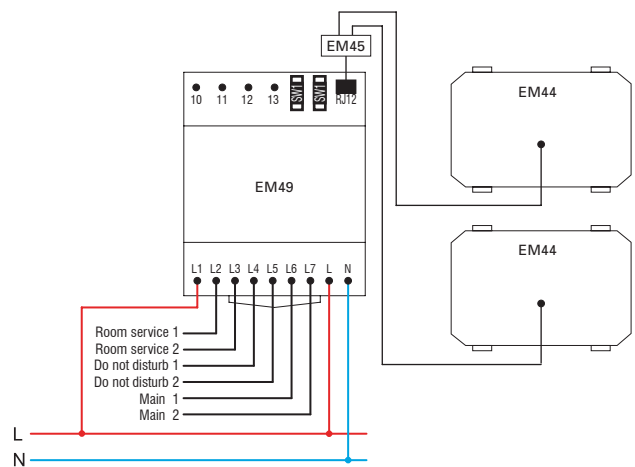 EM45
10 11 12 13 SW1 SW1 RJ12
EM44
EM49
EM44
L1 L2 L3 L4 L5 L6 L7 L N
Room service 1
Room service 2
Do not disturb 1
Do not disturb 2
Main 1
Main 2
L
N